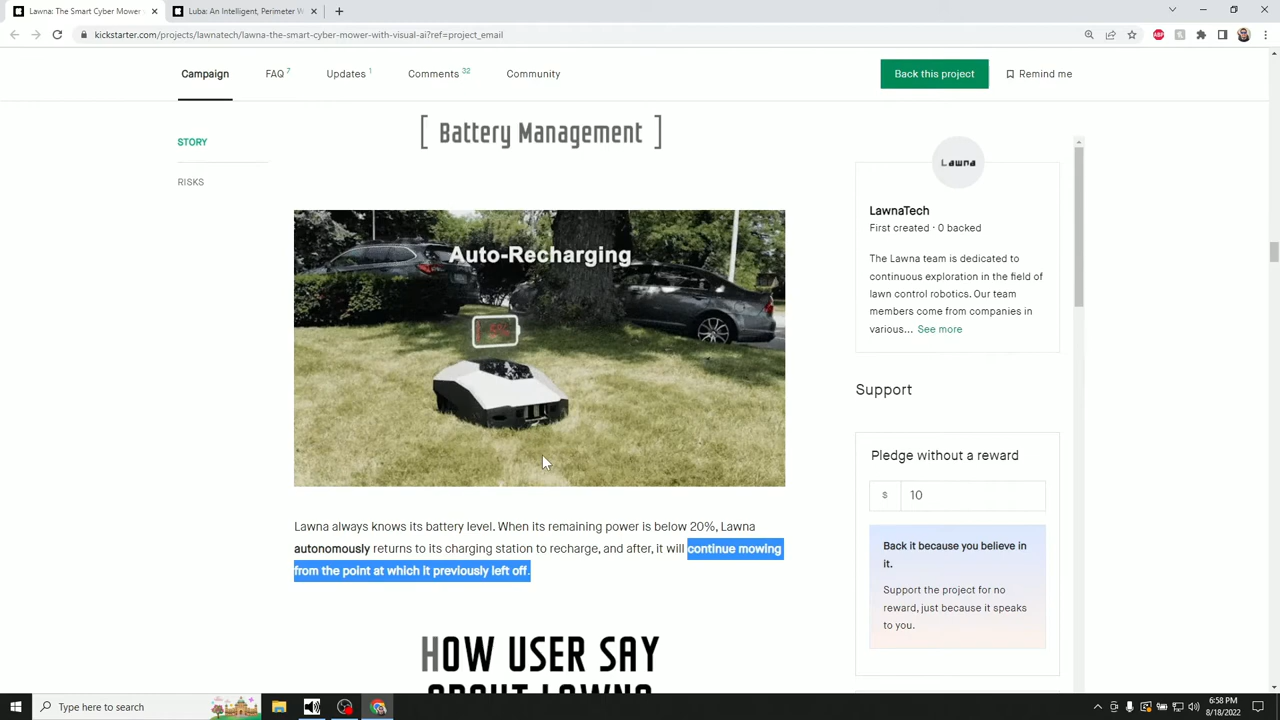 Lawna: The Smart Cyber Mower
Luba: An Intelligent, Perimeter W
kickstarter.com/projects/lawnatech/lawna-the-smart-cyber-mower-with-visual-ai?ref=project_email
Campaign
FAQ 7
Updates 1
Comments 32
Community
Back this project
Remind me
[ Battery Management ]
STORY
RISKS
Auto-Recharging
Lawna always knows its battery level. When its remaining power is below 20%, Lawna
autonomously returns to its charging station to recharge, and after, it will continue mowing
from the point at which it previously left off.
HOW USER SAY
ABOUT LAWNA
Lawna
LawnaTech
First created · 0 backed
The Lawna team is dedicated to
continuous exploration in the field of
lawn control robotics. Our team
members come from companies in
various... See more
Support
Pledge without a reward
$ 10
Back it because you believe in
it.
Support the project for no
reward, just because it speaks
to you.
Type here to search
6:58 PM
8/18/2022